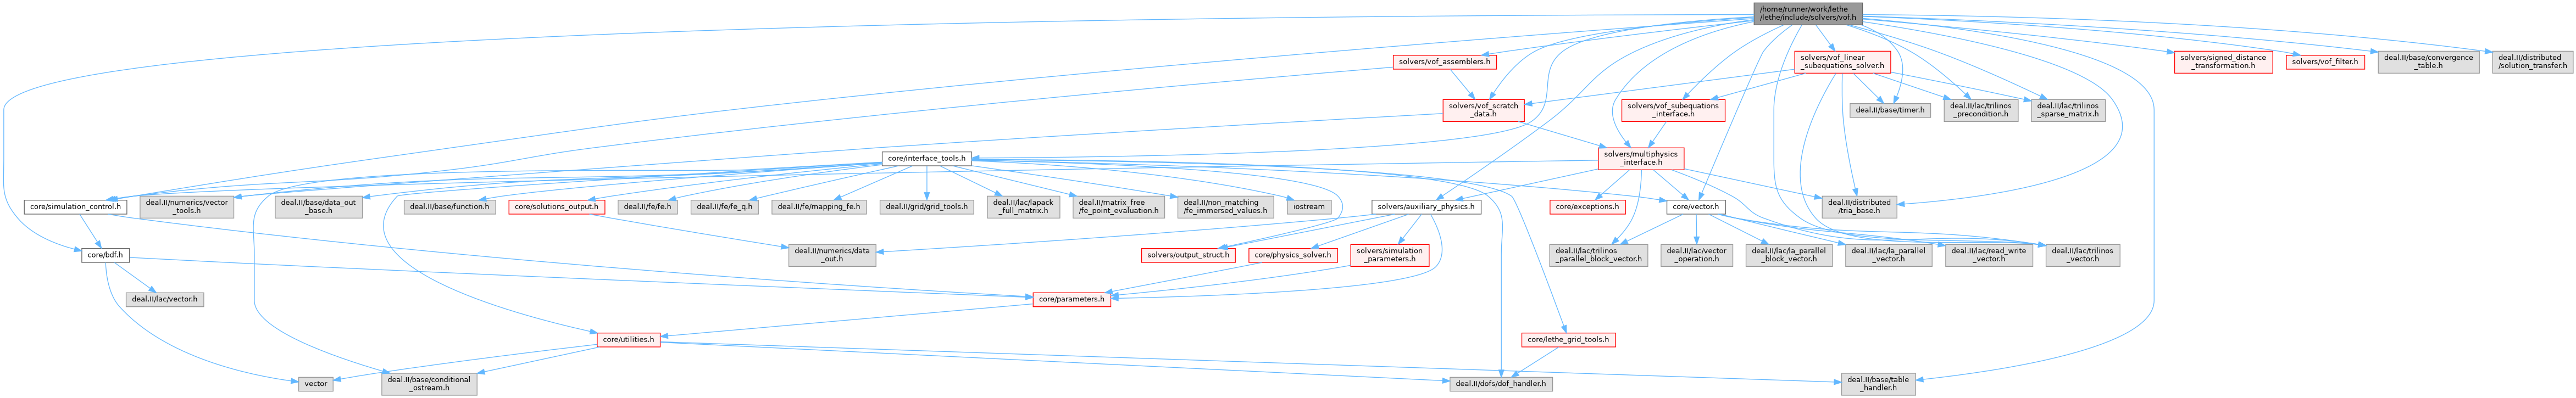 /home/runner/work/lethe
/lethe/include/solvers/vof.h
solvers/vof_assemblers.h
solvers/vof_linear
_subequations_solver.h
solvers/signed_distance
_transformation.h
solvers/vof_filter.h
deal.II/base/convergence
_table.h
deal.II/distributed
/solution_transfer.h
solvers/vof_scratch
_data.h
solvers/vof_subequations
_interface.h
deal.II/base/timer.h
deal.II/lac/trilinos
_precondition.h
deal.II/lac/trilinos
_sparse_matrix.h
core/interface_tools.h
solvers/multiphysics
_interface.h
core/simulation_control.h
deal.II/numerics/vector
_tools.h
deal.II/base/data_out
_base.h
deal.II/base/function.h
core/solutions_output.h
deal.II/fe/fe.h
deal.II/fe/fe_q.h
deal.II/fe/mapping_fe.h
deal.II/grid/grid_tools.h
deal.II/lac/lapack
_full_matrix.h
deal.II/matrix_free
/fe_point_evaluation.h
deal.II/non_matching
/fe_immersed_values.h
iostream
solvers/auxiliary_physics.h
core/exceptions.h
core/vector.h
deal.II/distributed
/tria_base.h
core/bdf.h
deal.II/numerics/data
_out.h
solvers/output_struct.h
core/physics_solver.h
solvers/simulation
_parameters.h
deal.II/lac/trilinos
_parallel_block_vector.h
deal.II/lac/vector
_operation.h
deal.II/lac/la_parallel
_block_vector.h
deal.II/lac/la_parallel
_vector.h
deal.II/lac/read_write
_vector.h
deal.II/lac/trilinos
_vector.h
deal.II/lac/vector.h
core/parameters.h
core/utilities.h
core/lethe_grid_tools.h
vector
deal.II/base/conditional
_ostream.h
deal.II/dofs/dof_handler.h
deal.II/base/table
_handler.h